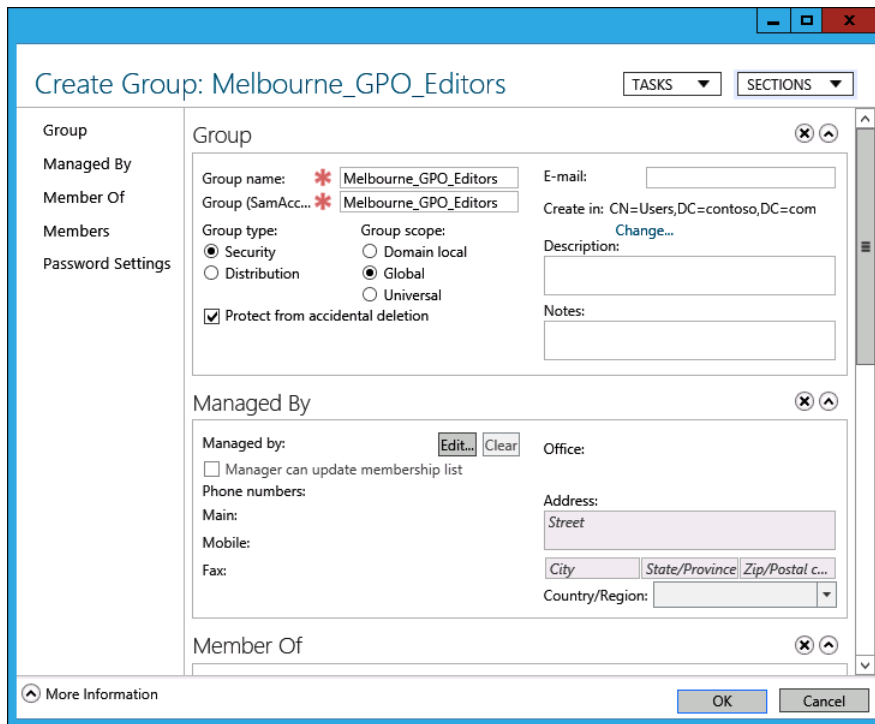 Create Group: Melbourne_GPO_Editors
TASKS
SECTIONS
Group
Managed By
Member Of
Members
Password Settings
Group
Group name: Melbourne_GPO_Editors
Group (SamAcc... Melbourne_GPO_Editors
Group type:
Security
Distribution
Group scope:
Domain local
Global
Universal
Protect from accidental deletion
E-mail:
Create in: CN=Users,DC=contoso,DC=com
Change...
Description:
Notes:
Managed By
Managed by: Edit... Clear
Manager can update membership list
Phone numbers:
Main:
Mobile:
Fax:
Office:
Address:
Street
City State/Province Zip/Postal c...
Country/Region:
Member Of
More Information
OK Cancel